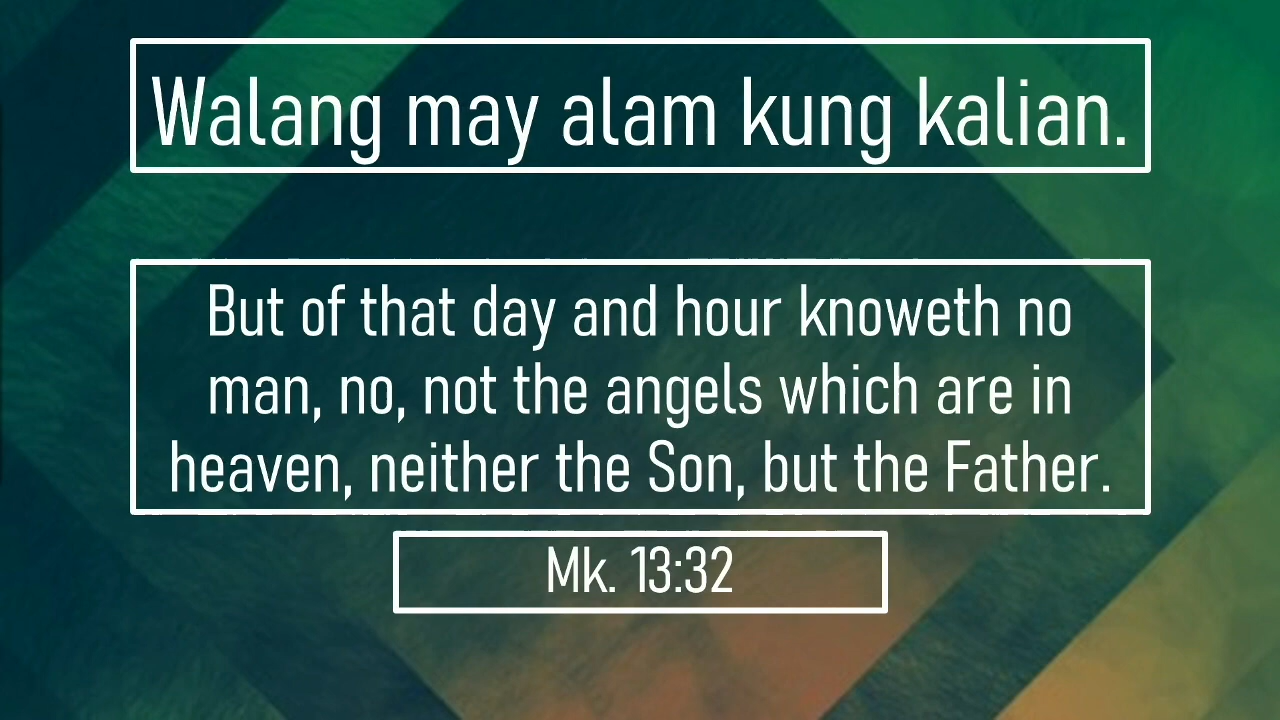 Walang may alam kung kalian.
But of that day and hour knoweth no
man, no, not the angels which are in
heaven, neither the Son, but the Father.
Mk. 13:32